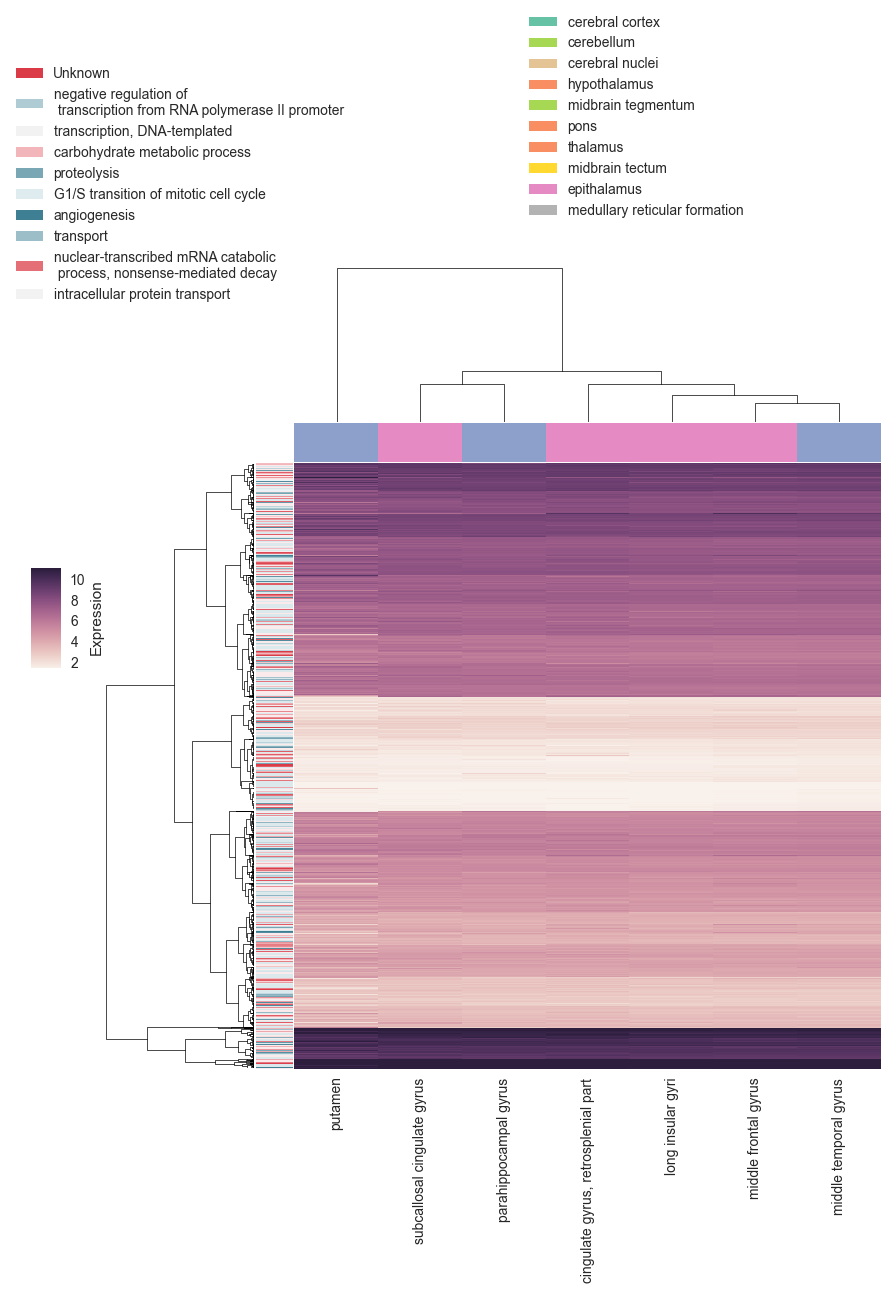 Unknown
negative regulation of
transcription from RNA polymerase II promoter
transcription, DNA-templated
carbohydrate metabolic process
proteolysis
G1/S transition of mitotic cell cycle
angiogenesis
transport
nuclear-transcribed mRNA catabolic
process, nonsense-mediated decay
intracellular protein transport
cerebral cortex
cerebellum
cerebral nuclei
hypothalamus
midbrain tegmentum
pons
thalamus
midbrain tectum
epithalamus
medullary reticular formation
10
8
6
4
2
Expression
putamen
subcallosal cingulate gyrus
parahippocampal gyrus
cingulate gyrus, retrosplenial part
long insular gyri
middle frontal gyrus
middle temporal gyrus